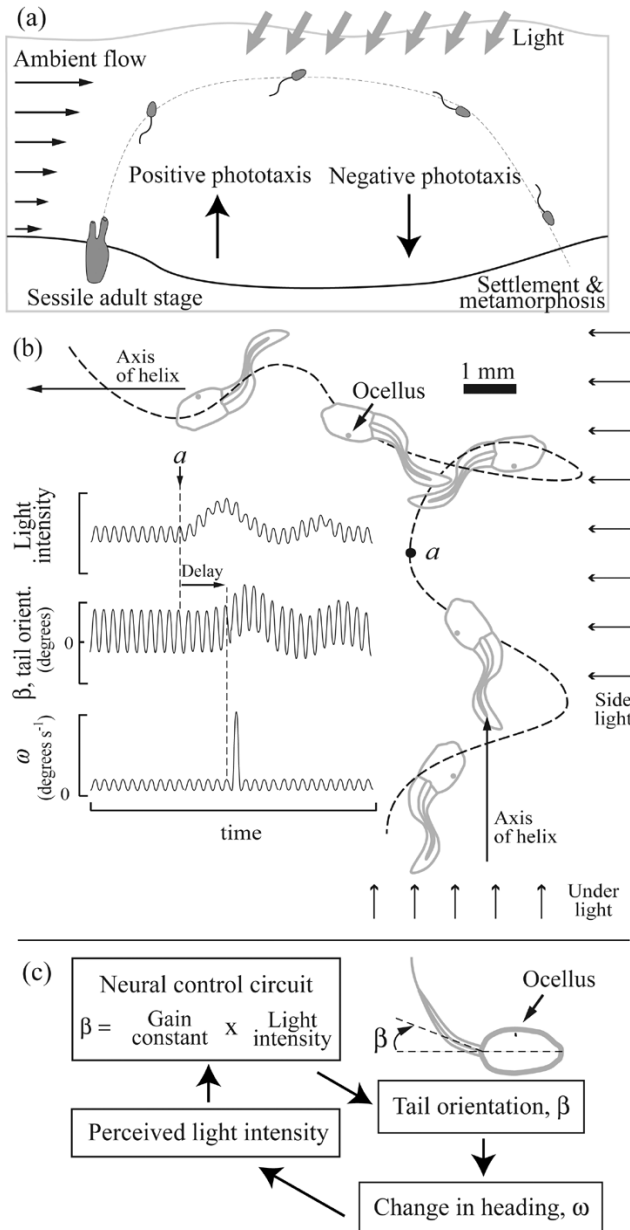 (a)
Light
Ambient flow
Positive phototaxis
Negative phototaxis
Sessile adult stage
Settlement &
metamorphosis
(b)
Axis
of helix
Ocellus
1 mm
a
Light
intensity
Delay
β, tail orient.
(degrees)
0
ω
(degrees s⁻¹)
0
time
a
Side
light
Axis
of helix
Under
light
(c)
Neural control circuit
β = Gain constant x Light intensity
Ocellus
β
Tail orientation, β
Perceived light intensity
Change in heading, ω